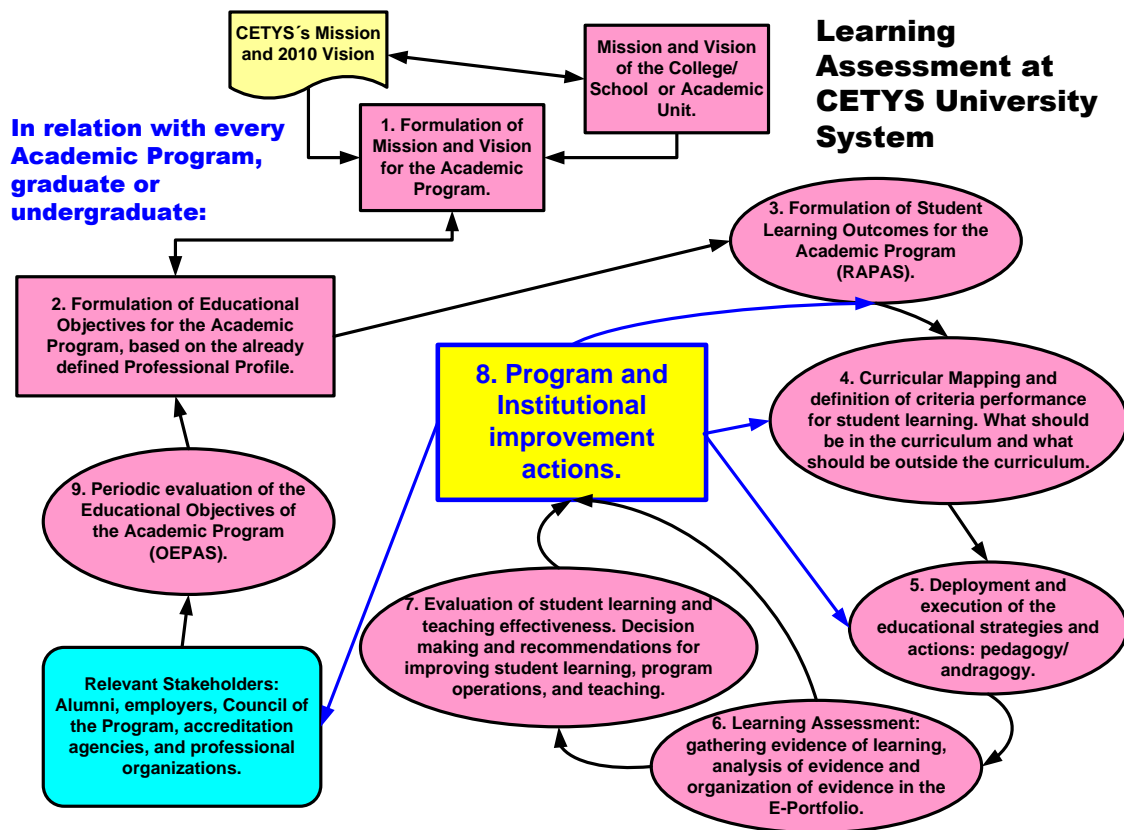 CETYS´s Mission
and 2010 Vision
Mission and Vision
of the College/
School or Academic
Unit.
Learning
Assessment at
CETYS University
System
In relation with every
Academic Program,
graduate or
undergraduate:
1. Formulation of
Mission and Vision
for the Academic
Program.
2. Formulation of Educational
Objectives for the Academic
Program, based on the already
defined Professional Profile.
3. Formulation of Student
Learning Outcomes for the
Academic Program
(RAPAS).
4. Curricular Mapping and
definition of criteria performance
for student learning. What should
be in the curriculum and what
should be outside the curriculum.
5. Deployment and
execution of the
educational strategies and
actions: pedagogy/
andragogy.
6. Learning Assessment:
gathering evidence of learning,
analysis of evidence and
organization of evidence in the
E-Portfolio.
7. Evaluation of student learning and
teaching effectiveness. Decision
making and recommendations for
improving student learning, program
operations, and teaching.
8. Program and
Institutional
improvement
actions.
9. Periodic evaluation of the
Educational Objectives of
the Academic Program
(OEPAS).
Relevant Stakeholders:
Alumni, employers, Council of
the Program, accreditation
agencies, and professional
organizations.